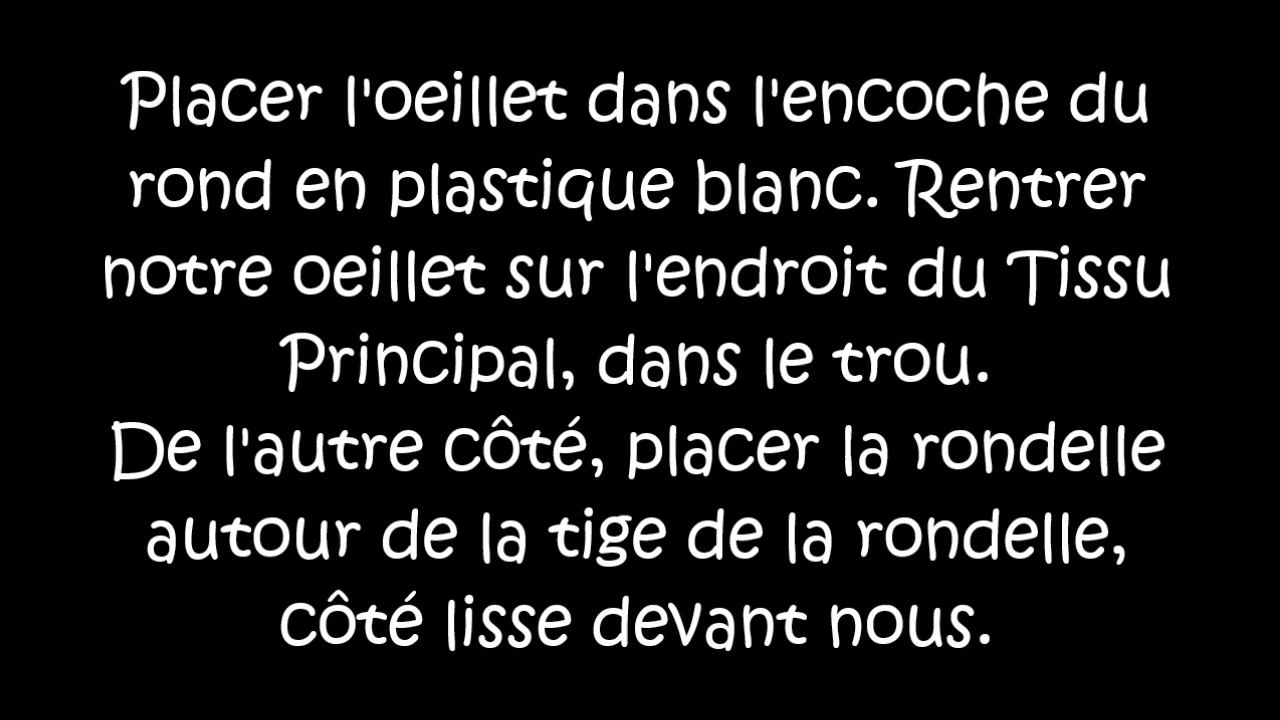 Placer l'oeillet dans l'encoche du
rond en plastique blanc. Rentrer
notre oeillet sur l'endroit du Tissu
Principal, dans le trou.
De l'autre côté, placer la rondelle
autour de la tige de la rondelle,
côté lisse devant nous.